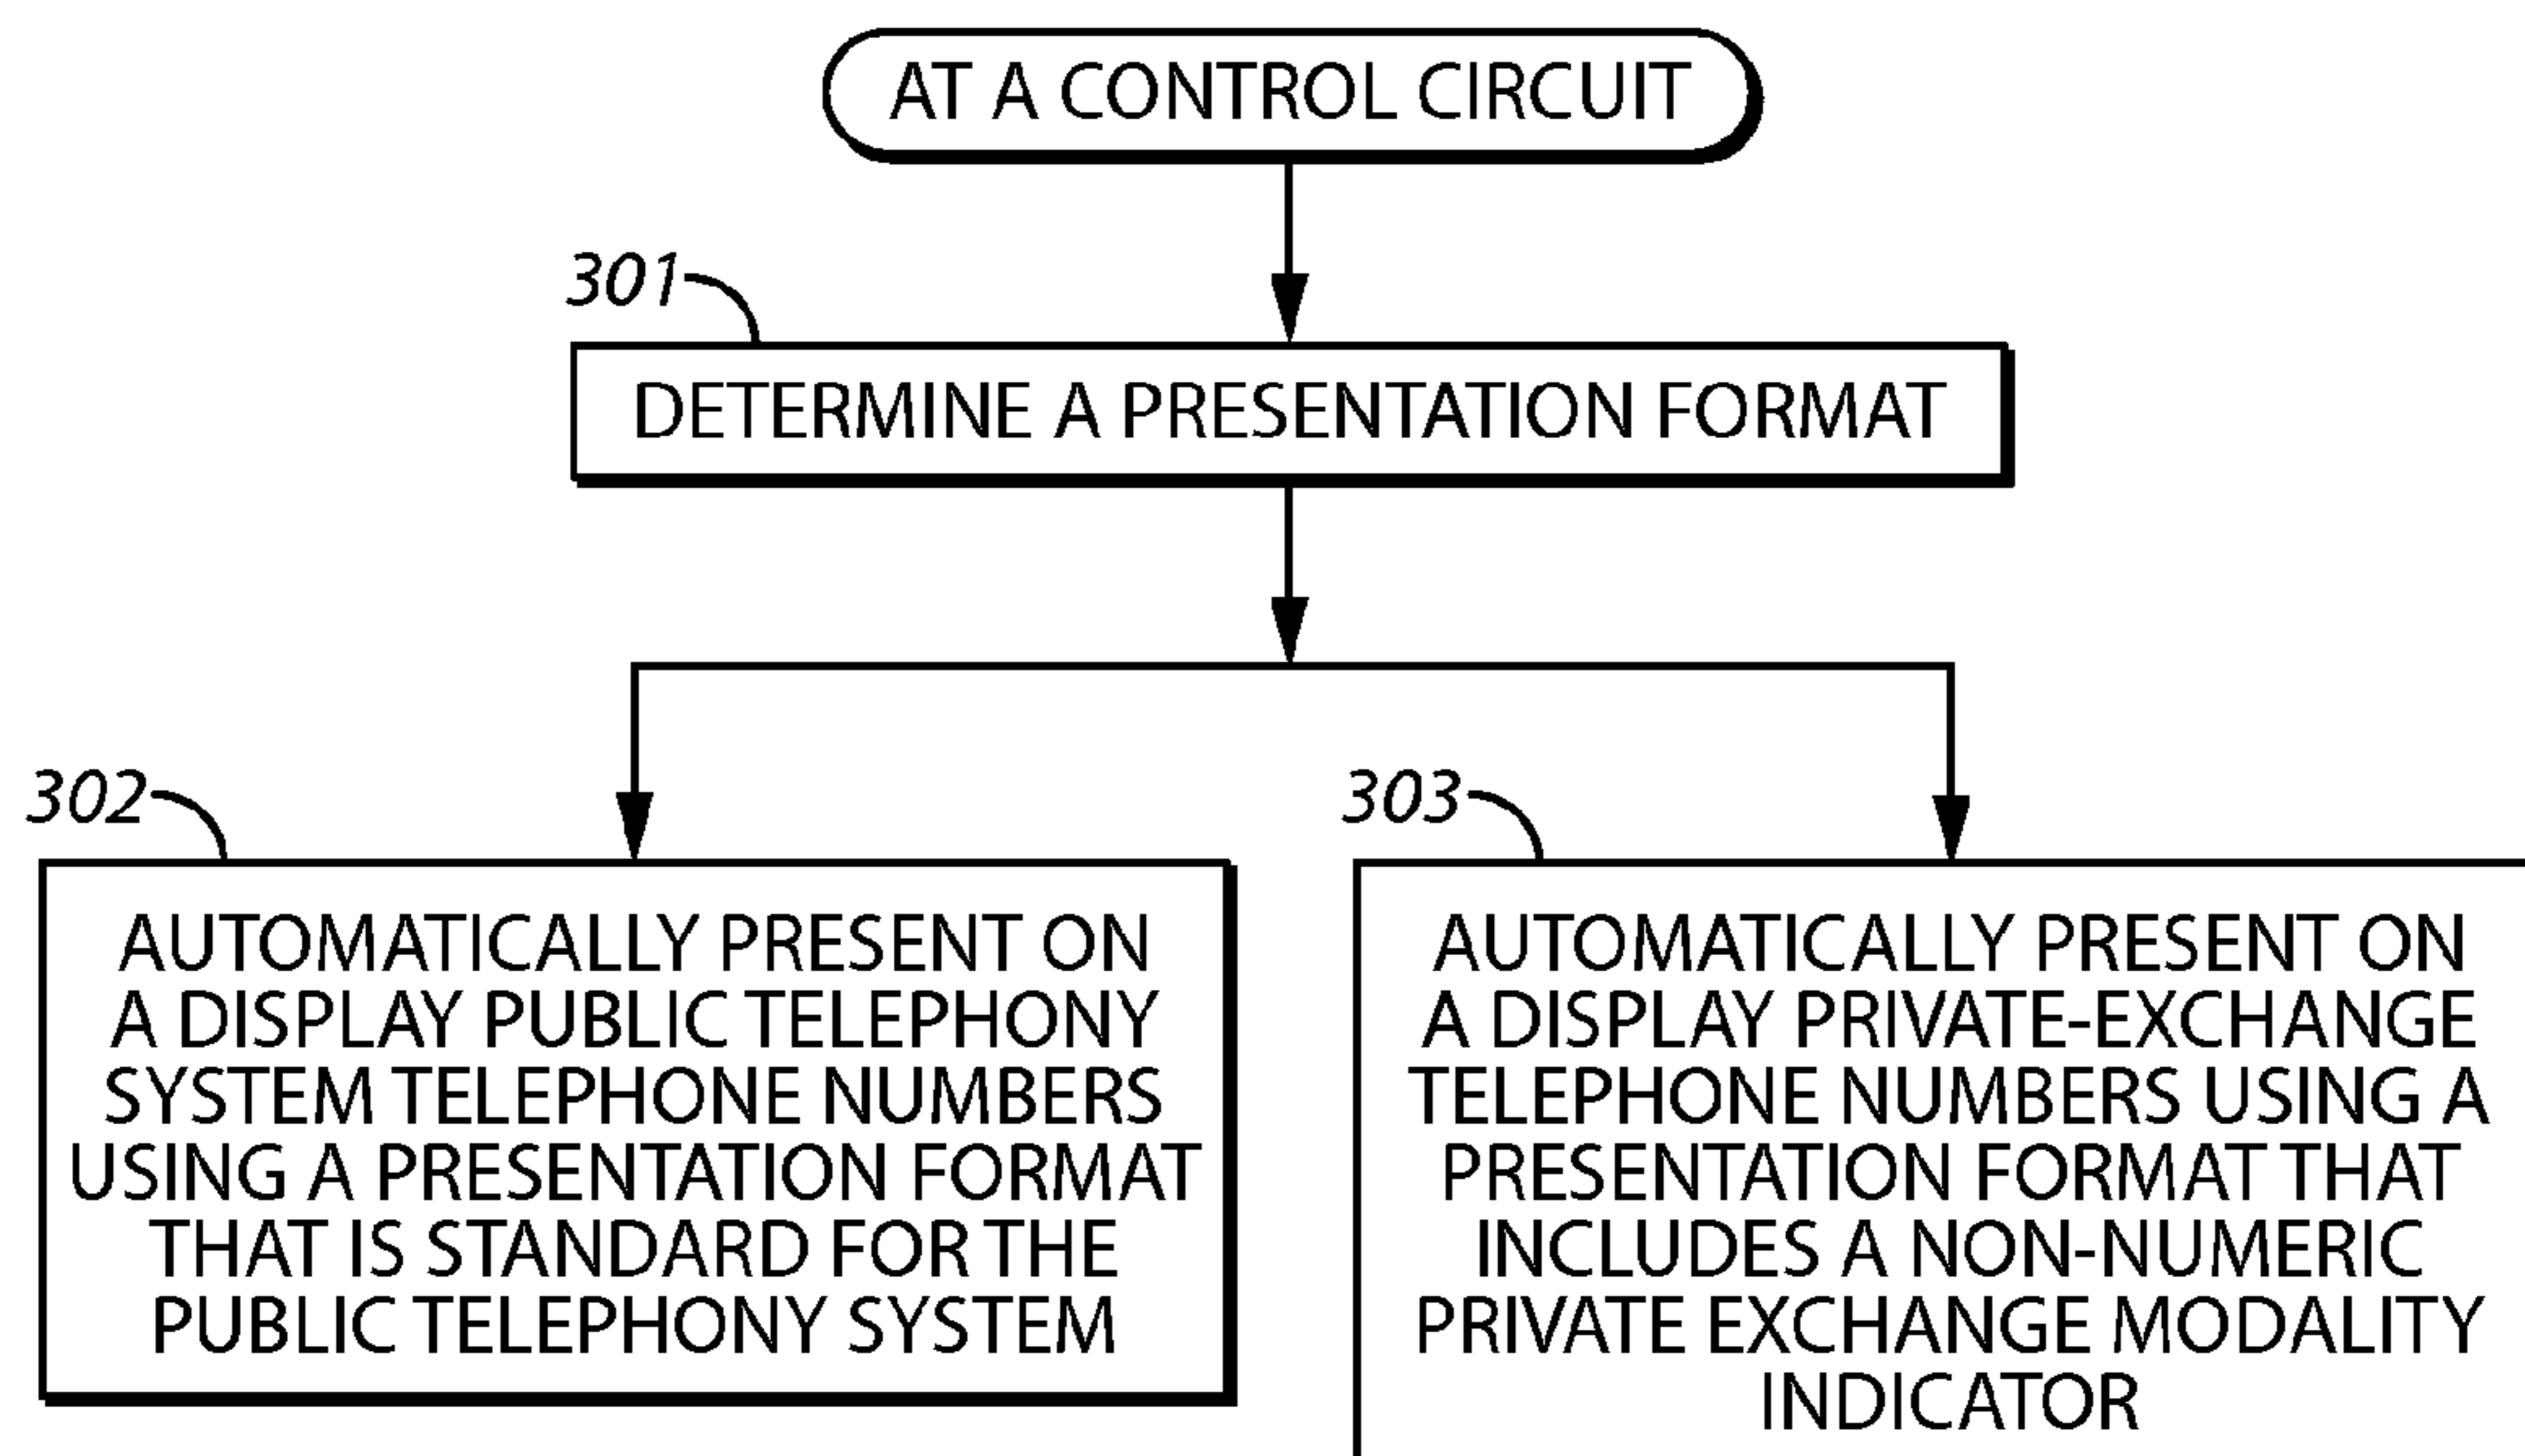 AT A CONTROL CIRCUIT
301
DETERMINE A PRESENTATION FORMAT
302
AUTOMATICALLY PRESENT ON
A DISPLAY PUBLIC TELEPHONY
SYSTEM TELEPHONE NUMBERS
USING A PRESENTATION FORMAT
THAT IS STANDARD FOR THE
PUBLIC TELEPHONY SYSTEM
303
AUTOMATICALLY PRESENT ON
A DISPLAY PRIVATE-EXCHANGE
TELEPHONE NUMBERS USING A
PRESENTATION FORMAT THAT
INCLUDES A NON-NUMERIC
PRIVATE EXCHANGE MODALITY
INDICATOR